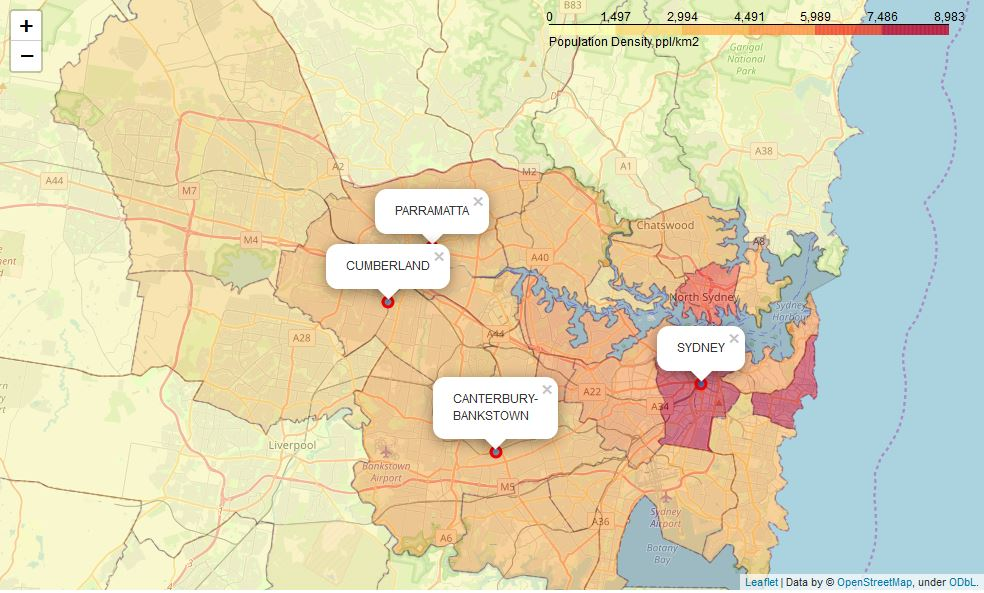 +
−
B83
0 1,497 2,994 4,491 5,989 7,486 8,983
Population Density ppl/km2
Garigal
National
Park
A44
A2
M2
A1
A38
M7
PARRAMATTA ×
M4
Chatswood
A8
CUMBERLAND ×
A40
North Sydney
Sydney
Harbour
A28
A44
SYDNEY ×
CANTERBURY-
BANKSTOWN ×
A22
A34
Liverpool
Bankstown
Airport
M5
Sydney
Airport
A36
A6
Botany
Bay
Leaflet | Data by © OpenStreetMap, under ODbL.